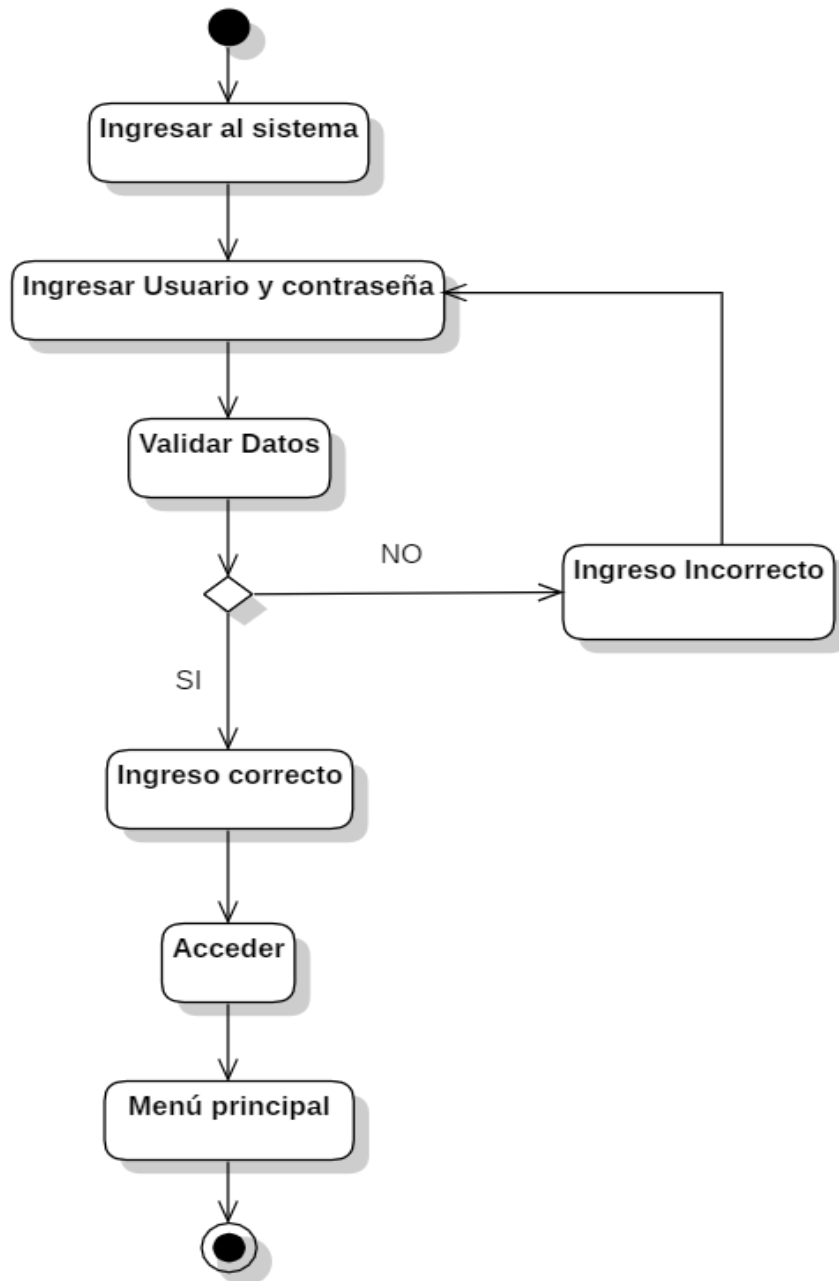 Ingresar al sistema
Ingresar Usuario y contraseña
Validar Datos
NO
Ingreso Incorrecto
SI
Ingreso correcto
Acceder
Menú principal